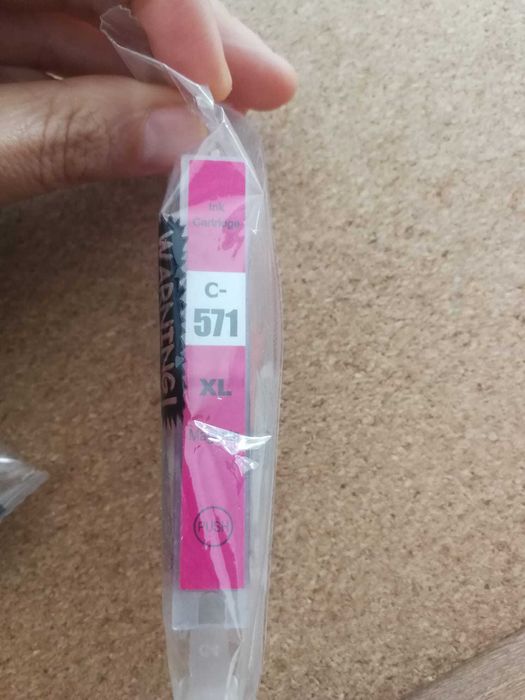 Ink
Cartridge
C-
571
XL
PUSH
WARNING!